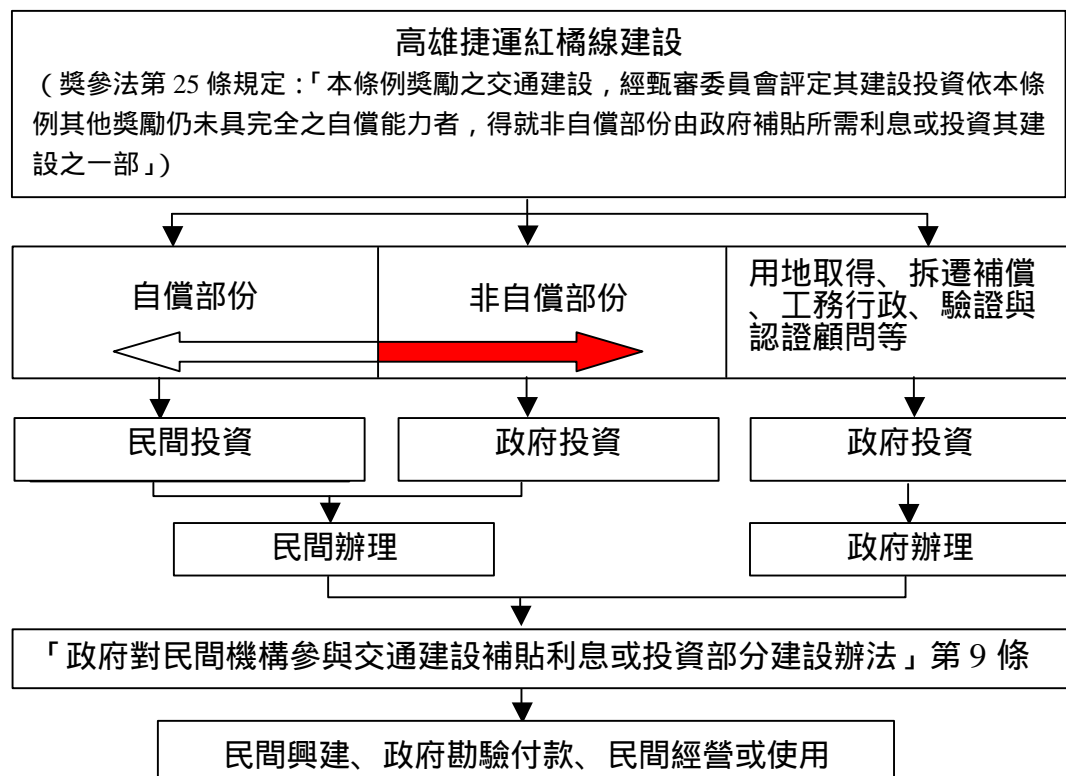 高雄捷運紅橘線建設
（獎參法第 25 條規定：「本條例獎勵之交通建設，經甄審委員會評定其建設投資依本條
例其他獎勵仍未具完全之自償能力者，得就非自償部份由政府補貼所需利息或投資其建
設之一部」）
自償部份
非自償部份
用地取得、拆遷補償
、工務行政、驗證與
認證顧問等
民間投資
政府投資
政府投資
民間辦理
政府辦理
「政府對民間機構參與交通建設補貼利息或投資部分建設辦法」第 9 條
民間興建、政府勘驗付款、民間經營或使用